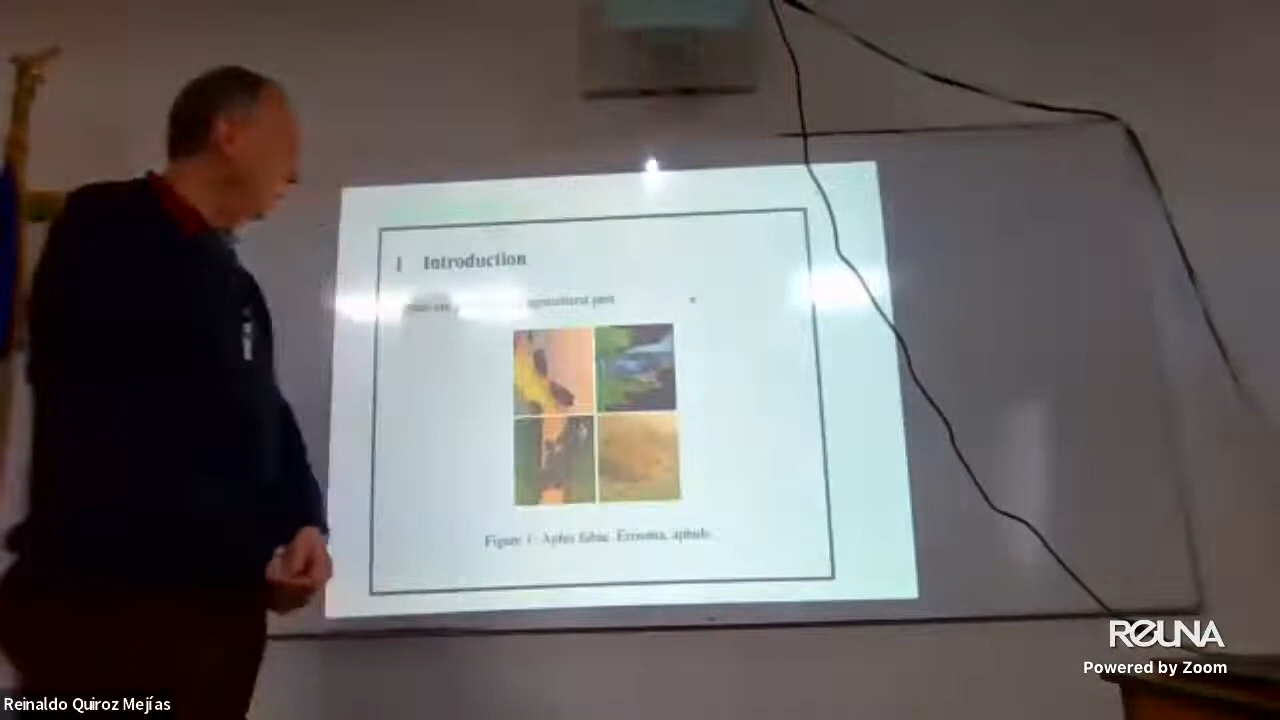 1 Introduction
agricultural pest
Figure 1: Aphis fabae. Eriosoma, aphids.
REUNA
Powered by Zoom
Reinaldo Quiroz Mejías